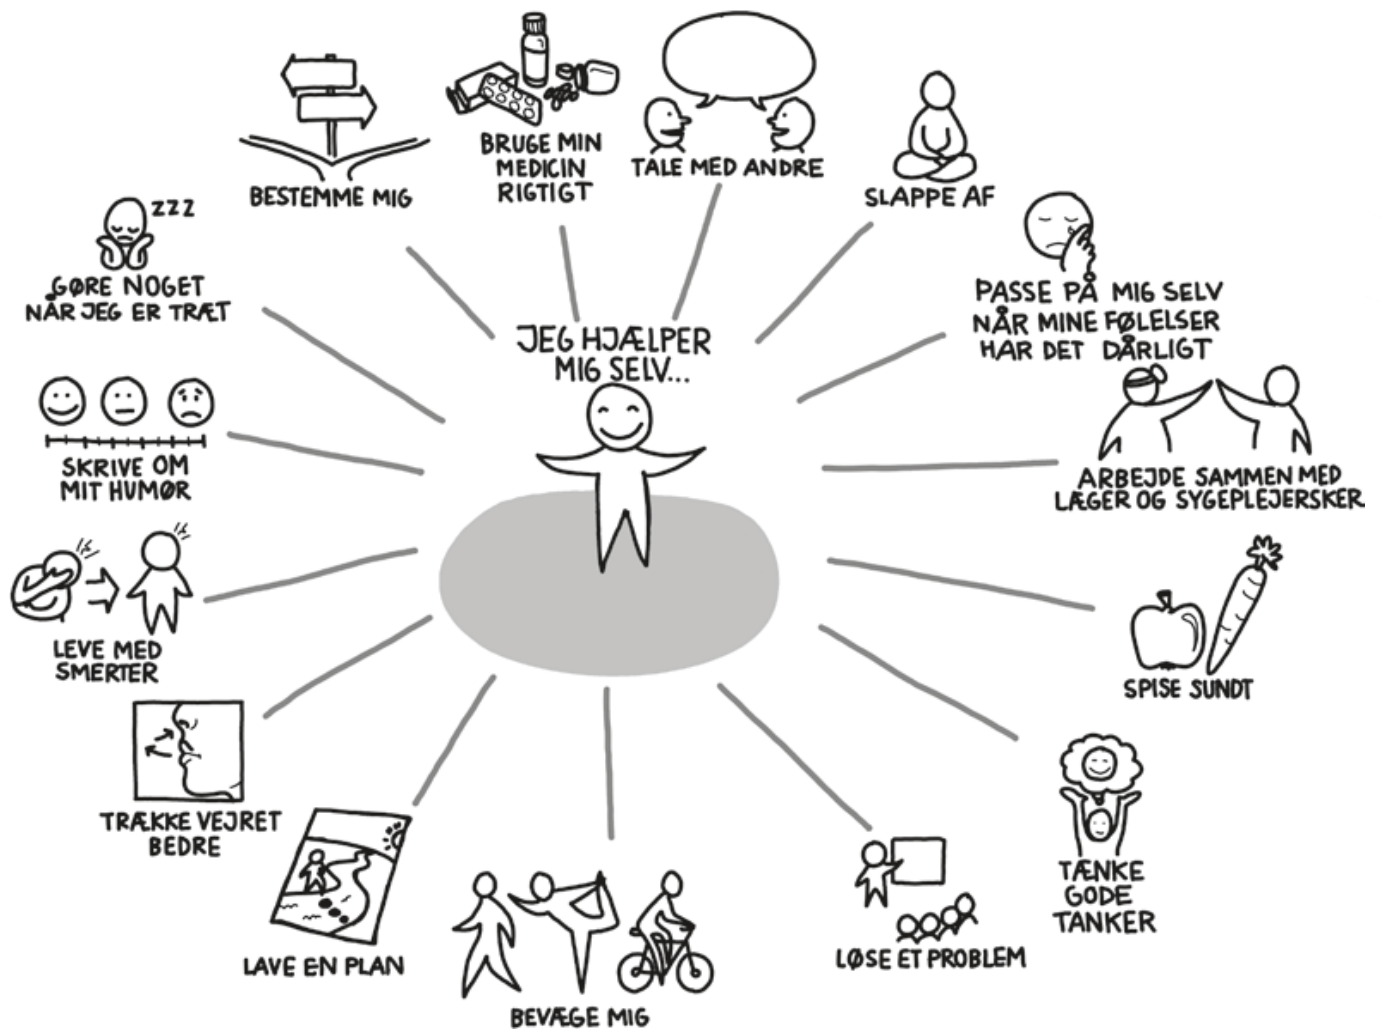 JEG HJÆLPER
MIG SELV...
BESTEMME MIG
BRUGE MIN
MEDICIN
RIGTIGT
TALE MED ANDRE
SLAPPE AF
PASSE PÅ MIG SELV
NÅR MINE FØLELSER
HAR DET DÅRLIGT
ARBEJDE SAMMEN MED
LÆGER OG SYGEPLEJERSKER
SPISE SUNDT
TÆNKE
GODE
TANKER
LØSE ET PROBLEM
BEVÆGE MIG
LAVE EN PLAN
TRÆKKE VEJRET
BEDRE
LEVE MED
SMERTER
SKRIVE OM
MIT HUMØR
zzz
GØRE NOGET
NÅR JEG ER TRÆT